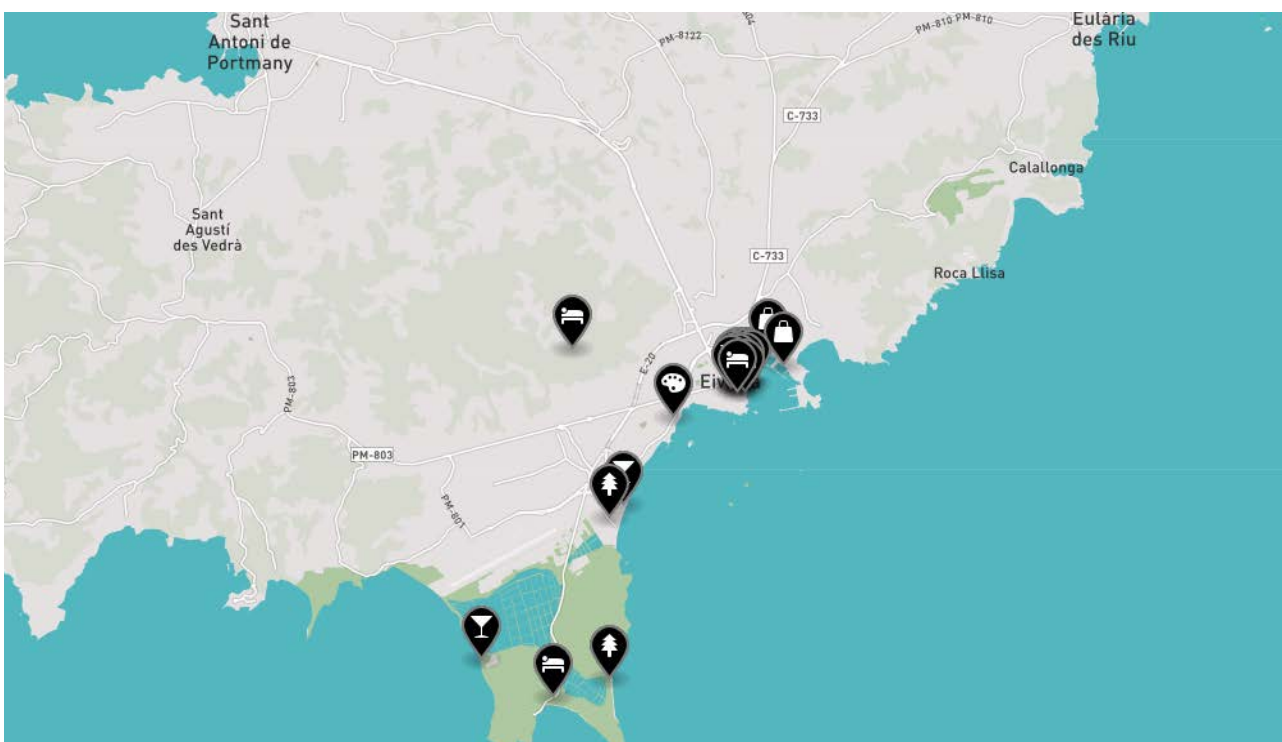 Sant
Antoni de
Portmany
PM-8122
PM-810 PM-810
Eulària
des Riu
C-733
Calallonga
Sant
Agustí
des Vedrà
C-733
Roca Llisa
E-20
PM-803
PM-803
PM-801